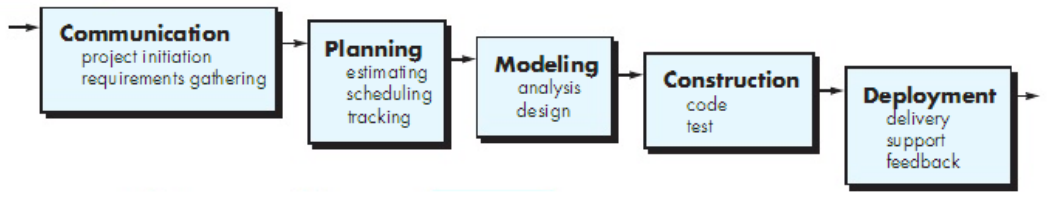 Communication
project initiation
requirements gathering
Planning
estimating
scheduling
tracking
Modeling
analysis
design
Construction
code
test
Deployment
delivery
support
feedback